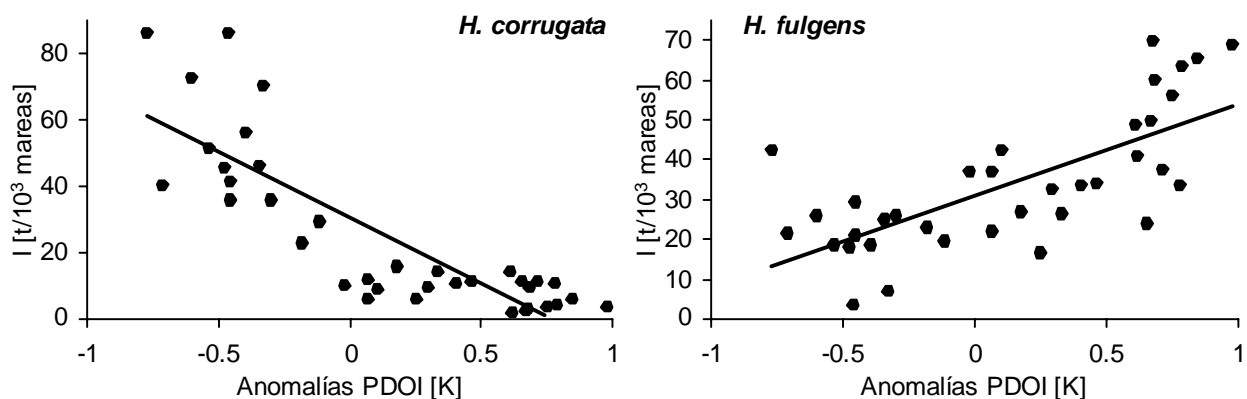 H. corrugata
I [t/10³ mareas]
80
60
40
20
0
-1 -0.5 0 0.5 1
Anomalías PDOI [K]
H. fulgens
I [t/10³ mareas]
70
60
50
40
30
20
10
0
-1 -0.5 0 0.5 1
Anomalías PDOI [K]